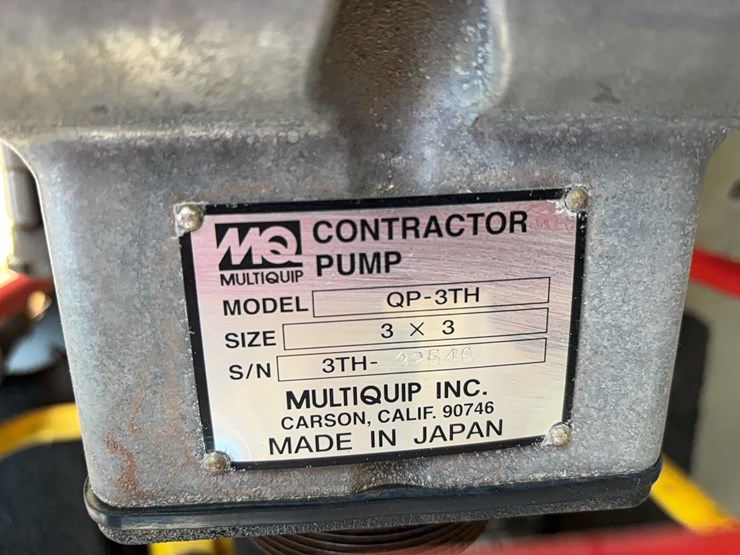 MQ CONTRACTOR
MULTIQUIP PUMP
MODEL QP-3TH
SIZE 3 × 3
S/N 3TH-
MULTIQUIP INC.
CARSON, CALIF. 90746
MADE IN JAPAN